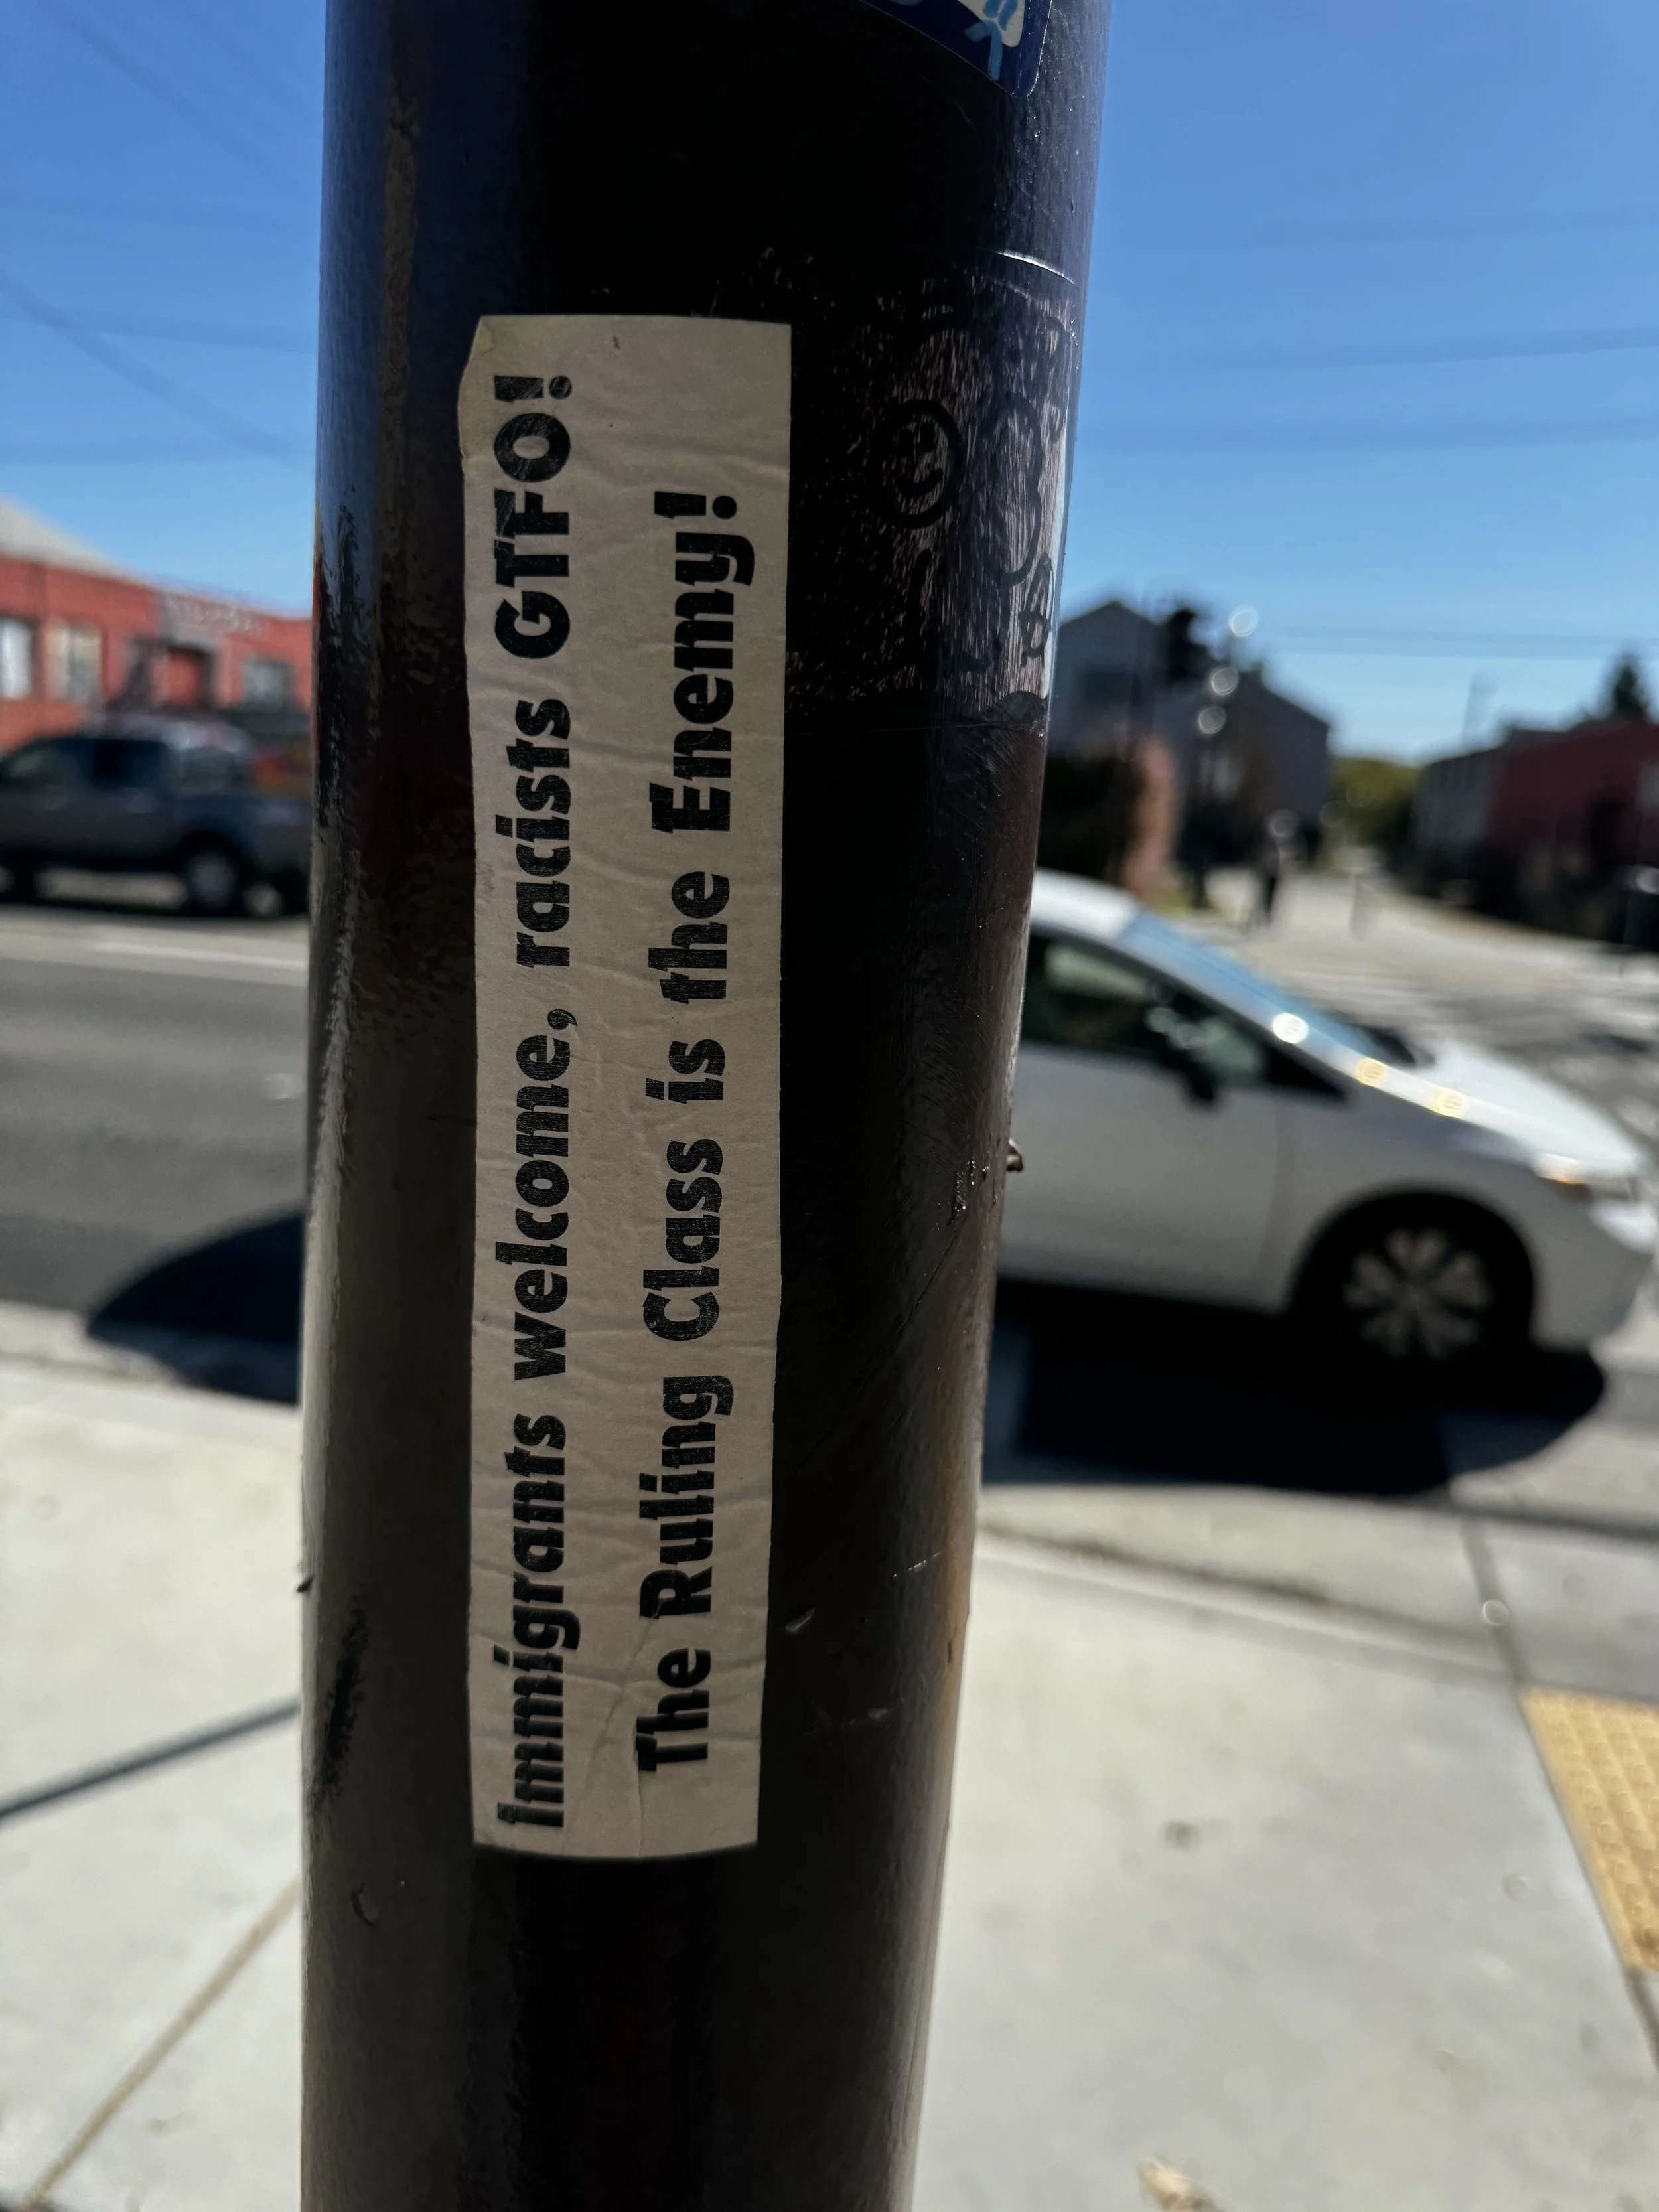 immigrants welcome, racists GTFO!
The Ruling Class is the Enemy!